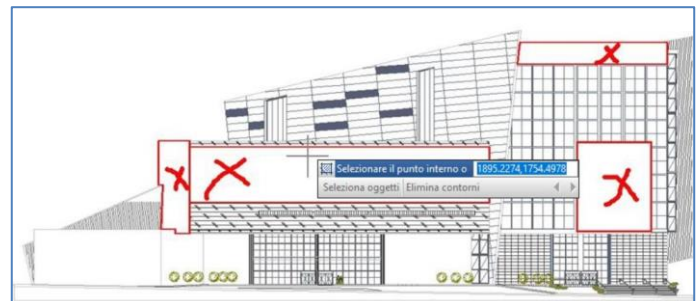 Selezionare il punto interno o 1895.2274,1754.4978
Seleziona oggetti Elimina contorni